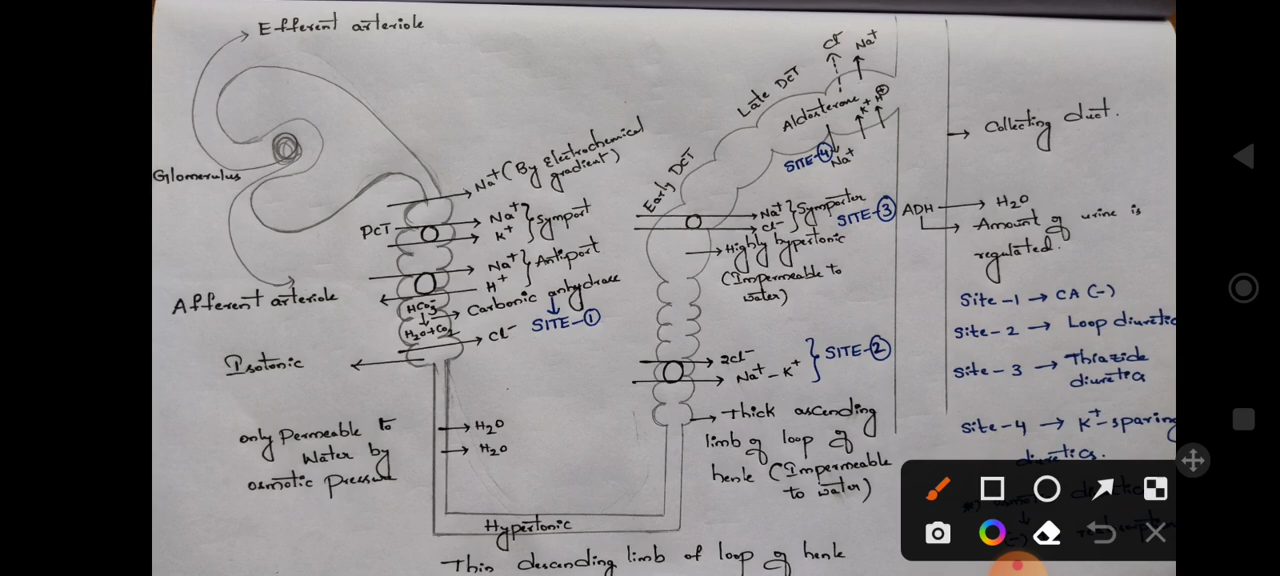 Efferent arteriole
Glomerulus
Afferent arteriole
Na+ (By Electrochemical
gradient)
PCT
Na+ } Symport
K+
Na+ } Antiport
H+
HCO3-
H2O+CO2
Carbonic anhydrase
SITE-①
Cl-
Isotonic
only Permeable to
Water by
osmotic pressure
H2O
H2O
Hypertonic
Thin descending limb of loop of henle
Thick ascending
limb of loop of
henle (Impermeable
to water)
2Cl-
Na+ - K+
} SITE-②
Early DCT
Na+ } Symporter
Cl-
SITE-③
Highly hypertonic
(Impermeable to
water)
Late DCT
Cl-
Na+
Aldosterone
K+
H+
Na+
SITE-④
Collecting duct.
ADH → H2O
Amount of urine is
regulated.
Site-1 → CA (-)
Site-2 → Loop diuretic
Site-3 → Thiazide
diuretics
Site-4 → K+-sparing
diuretics.